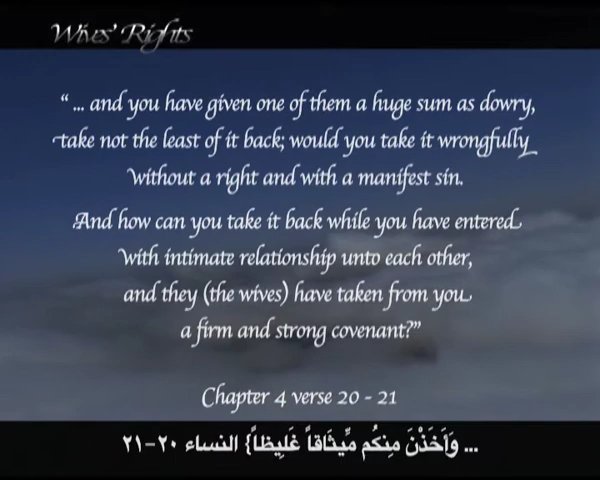 Wives' Rights
“ ... and you have given one of them a huge sum as dowry,
take not the least of it back; would you take it wrongfully
without a right and with a manifest sin.
And how can you take it back while you have entered
with intimate relationship unto each other,
and they (the wives) have taken from you
a firm and strong covenant?”
Chapter 4 verse 20 - 21
... وَأَخَذْنَ مِنكُم مِّيثَاقاً غَلِيظاً} النساء ٢٠-٢١